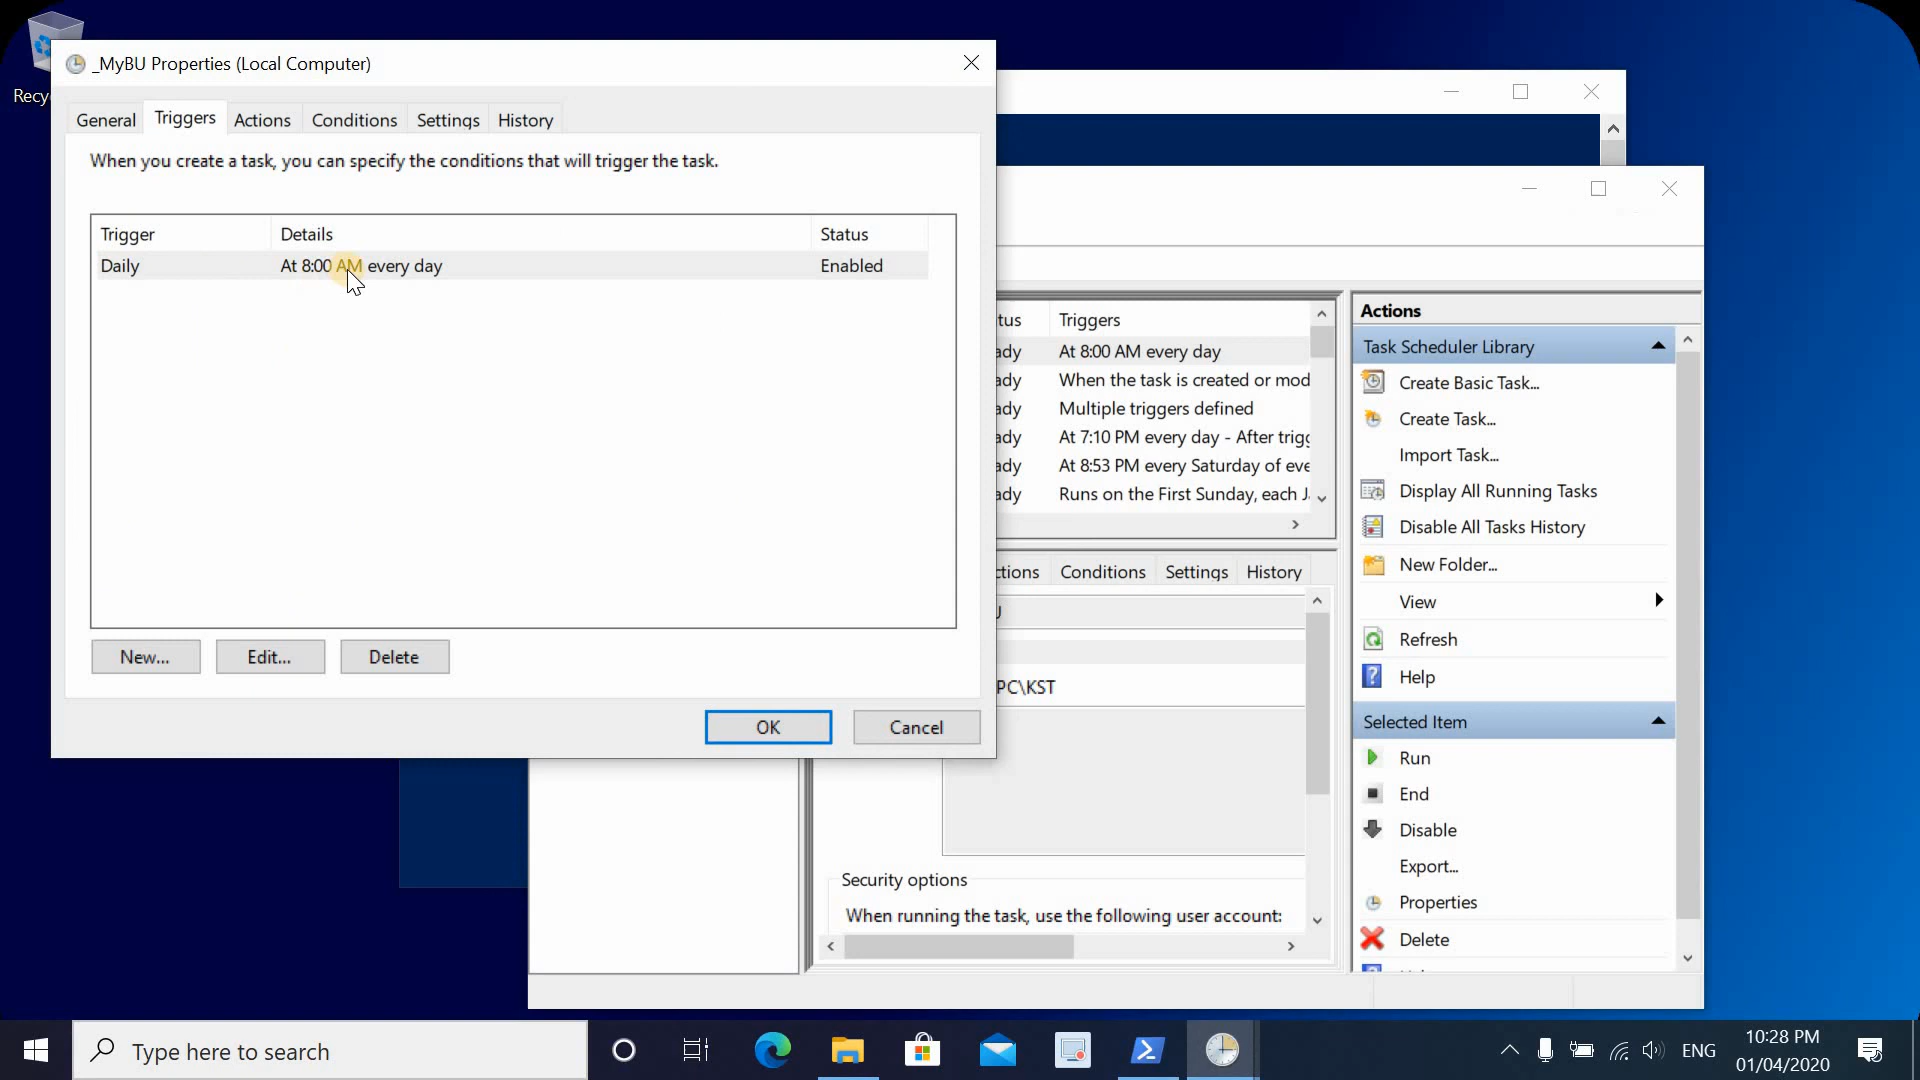 Recy
_MyBU Properties (Local Computer)
General
Triggers
Actions
Conditions
Settings
History
When you create a task, you can specify the conditions that will trigger the task.
Trigger
Details
Status
Daily
At 8:00 AM every day
Enabled
New...
Edit...
Delete
OK
Cancel
tus
Triggers
ady
At 8:00 AM every day
ady
When the task is created or mod
ady
Multiple triggers defined
ady
At 7:10 PM every day - After trigg
ady
At 8:53 PM every Saturday of eve
ady
Runs on the First Sunday, each J
ctions
Conditions
Settings
History
U
PC\KST
Security options
When running the task, use the following user account:
Actions
Task Scheduler Library
Create Basic Task...
Create Task...
Import Task...
Display All Running Tasks
Disable All Tasks History
New Folder...
View
Refresh
Help
Selected Item
Run
End
Disable
Export...
Properties
Delete
Type here to search
ENG
10:28 PM
01/04/2020